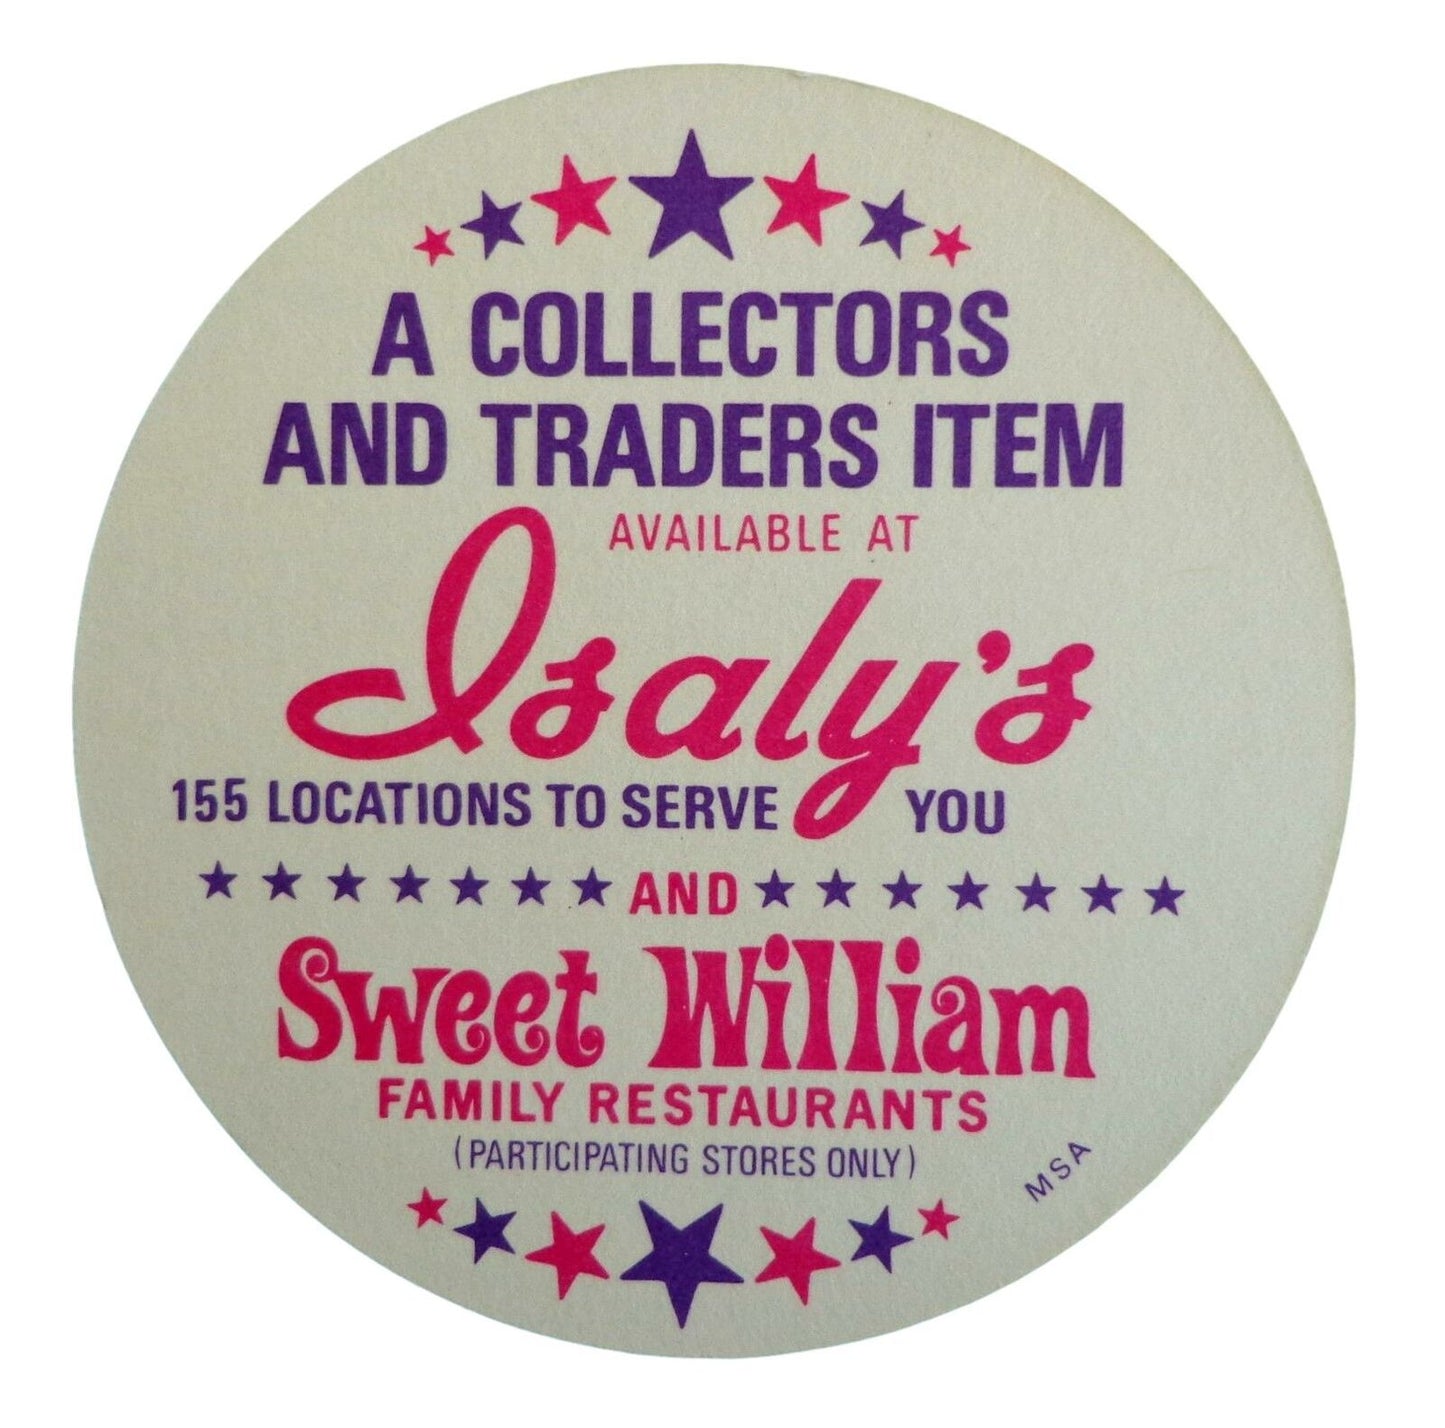 A COLLECTORS
AND TRADERS ITEM
AVAILABLE AT
Isaly's
155 LOCATIONS TO SERVE YOU
AND
Sweet William
FAMILY RESTAURANTS
(PARTICIPATING STORES ONLY)
MSA